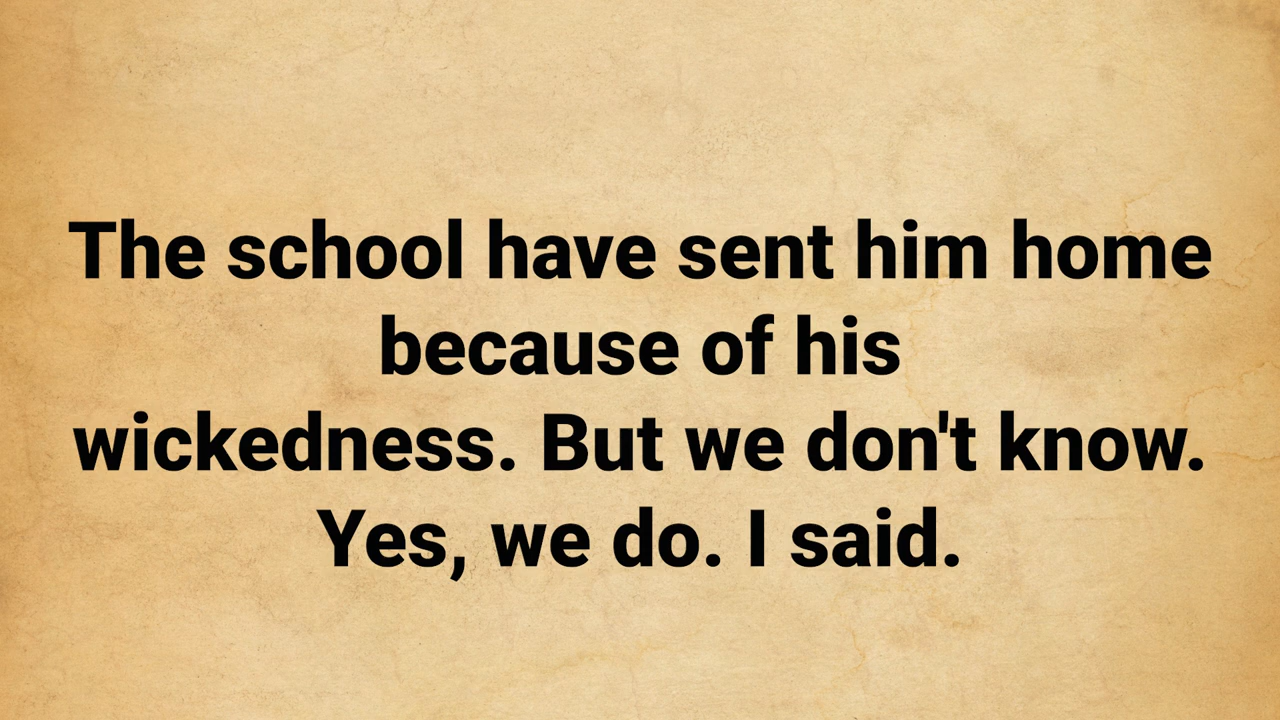 The school have sent him home
because of his
wickedness. But we don't know.
Yes, we do. I said.